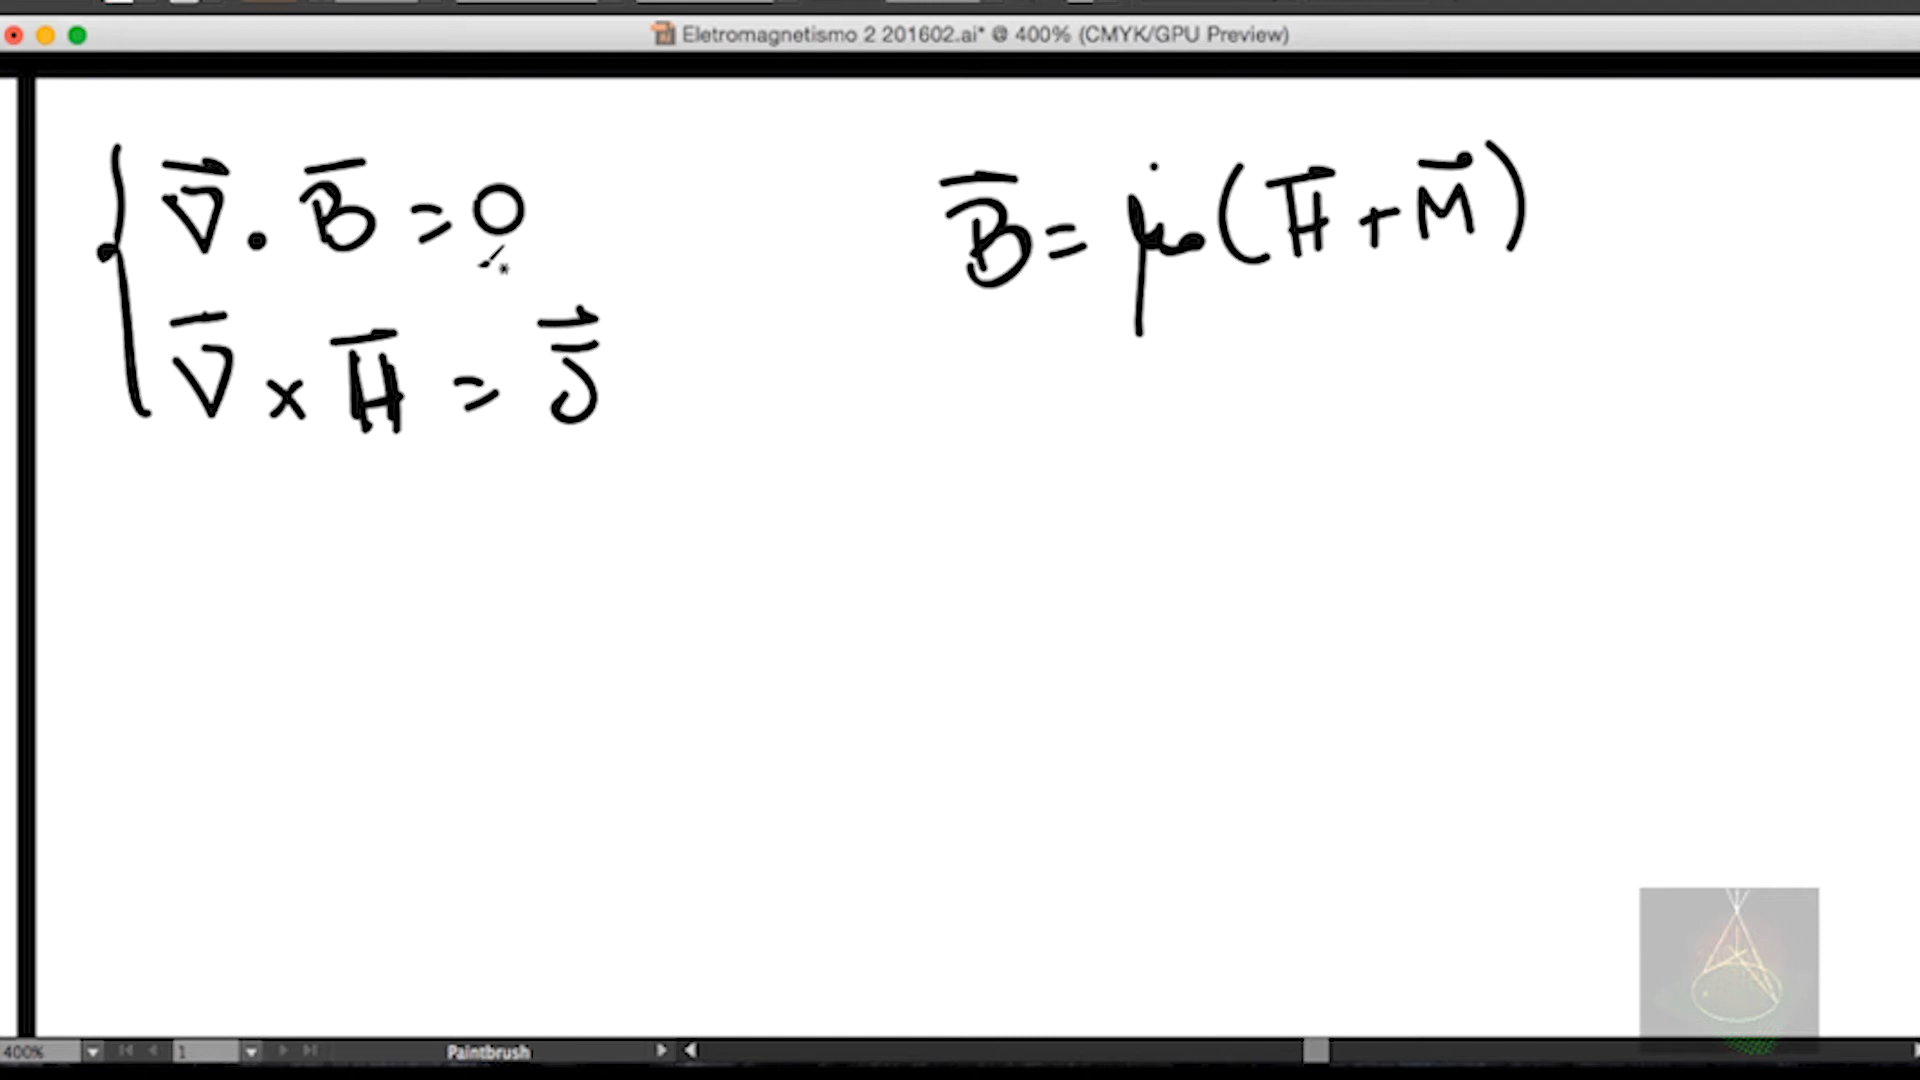 Eletromagnetismo 2 201602.ai* @ 400% (CMYK/GPU Preview)
∇⃗ · B̅ = 0
B̅ = μ₀(H⃗ + M⃗)
∇̅ × H̅ = J⃗
400%
1
Paintbrush